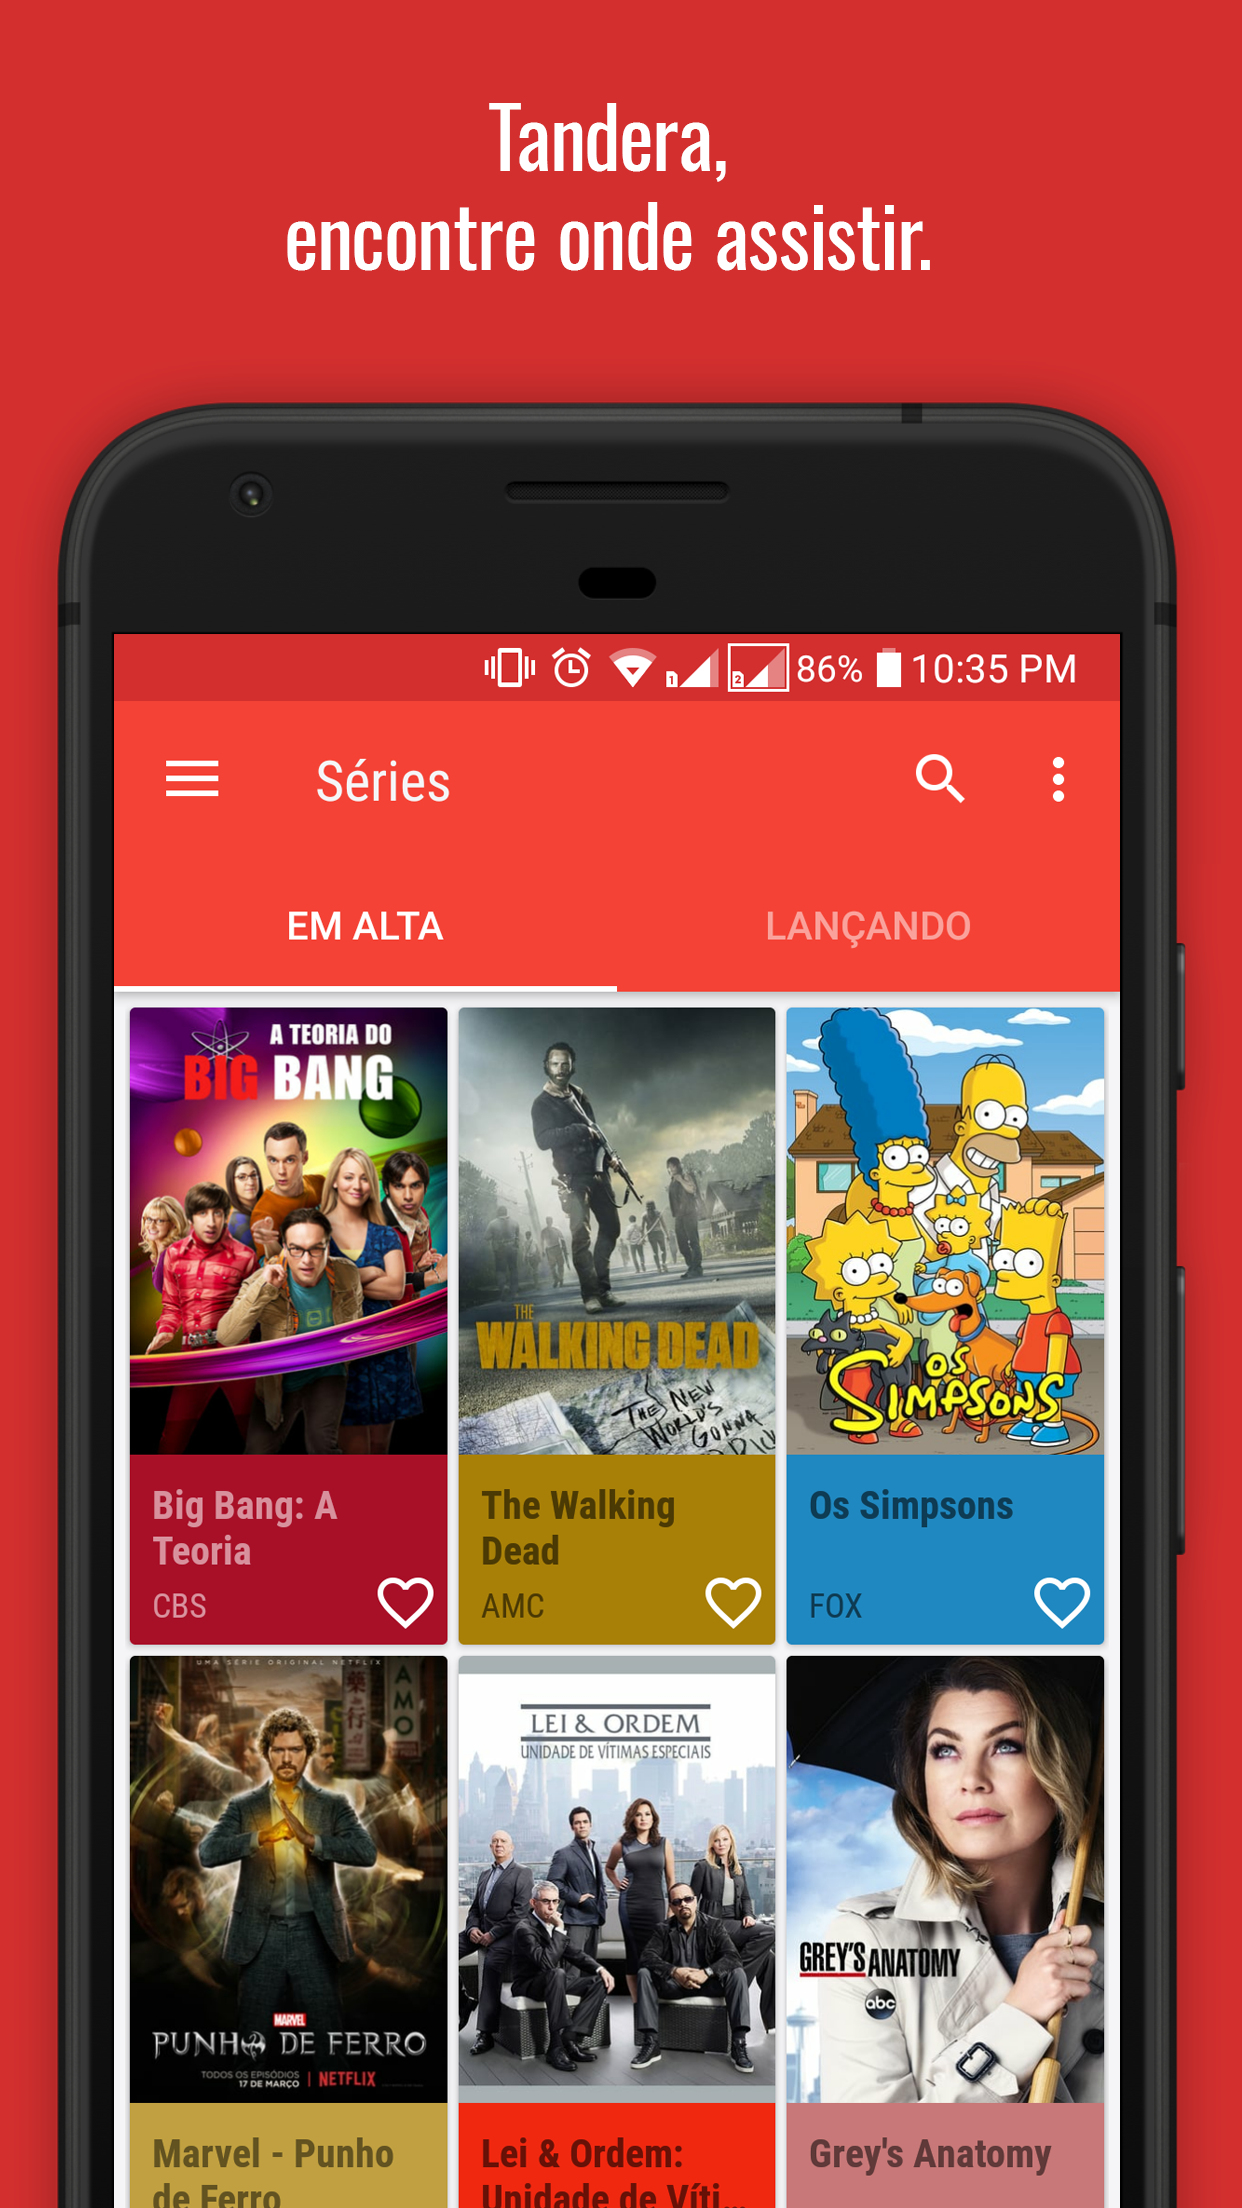 Tandera,
encontre onde assistir.
1
2
86%
10:35 PM
Séries
EM ALTA
LANÇANDO
A TEORIA DO
BIG BANG
THE
WALKING DEAD
THE NEW
WORLD'S
GONNA
OS
SIMPSONS
Big Bang: A
Teoria
CBS
The Walking
Dead
AMC
Os Simpsons
FOX
UMA SÉRIE ORIGINAL NETFLIX
AMO
MARVEL
PUNHO DE FERRO
TODOS OS EPISÓDIOS
17 DE MARÇO
NETFLIX
LEI & ORDEM
UNIDADE DE VÍTIMAS ESPECIAIS
GREY'S ANATOMY
abc
Marvel - Punho
de Ferro
Lei & Ordem:
Unidade de Víti...
Grey's Anatomy